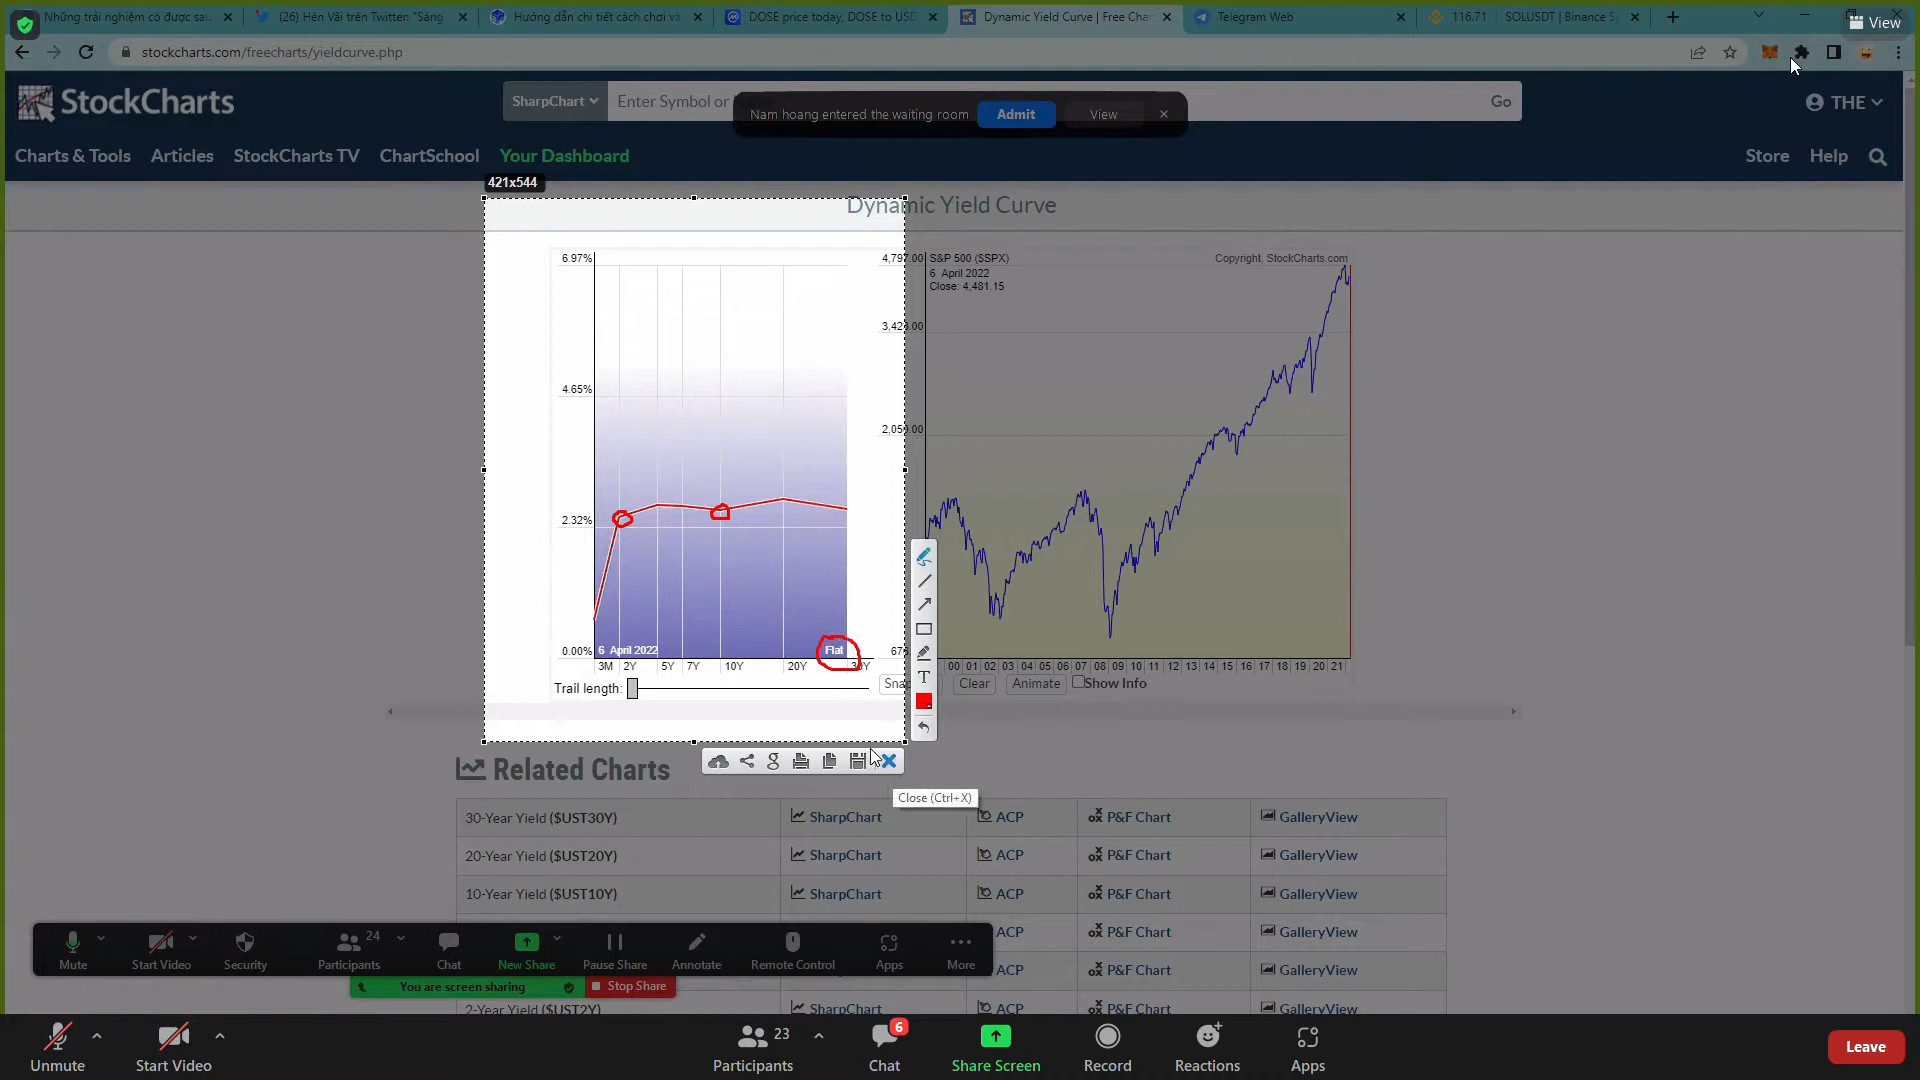 Những trải nghiệm có được sau
(26) Hên Vãi trên Twitter: "Sáng
Hướng dẫn chi tiết cách chơi và
DOSE price today, DOSE to USD
Dynamic Yield Curve | Free Char
Telegram Web
116.71 | SOLUSDT | Binance S
View
stockcharts.com/freecharts/yieldcurve.php
StockCharts
SharpChart
Enter Symbol or
Go
THE
Nam hoang entered the waiting room
Admit
View
Charts & Tools
Articles
StockCharts TV
ChartSchool
Your Dashboard
Store
Help
421x544
Dynamic Yield Curve
6.97%
4.65%
2.32%
0.00%
6 April 2022
Flat
3M 2Y 5Y 7Y 10Y 20Y 30Y
Trail length:
4,797.00
3,428.00
2,059.00
S&P 500 ($SPX)
6 April 2022
Close: 4,481.15
Copyright, StockCharts.com
00 01 02 03 04 05 06 07 08 09 10 11 12 13 14 15 16 17 18 19 20 21
Clear
Animate
Show Info
T
Close (Ctrl+X)
Related Charts
30-Year Yield ($UST30Y) SharpChart ACP P&F Chart GalleryView
20-Year Yield ($UST20Y) SharpChart ACP P&F Chart GalleryView
10-Year Yield ($UST10Y) SharpChart ACP P&F Chart GalleryView
ACP P&F Chart GalleryView
ACP P&F Chart GalleryView
2-Year Yield ($UST2Y) SharpChart ACP P&F Chart GalleryView
Mute
Start Video
Security
Participants 24
Chat
New Share
Pause Share
Annotate
Remote Control
Apps
More
You are screen sharing
Stop Share
Unmute
Start Video
Participants 23
Chat 6
Share Screen
Record
Reactions
Apps
Leave